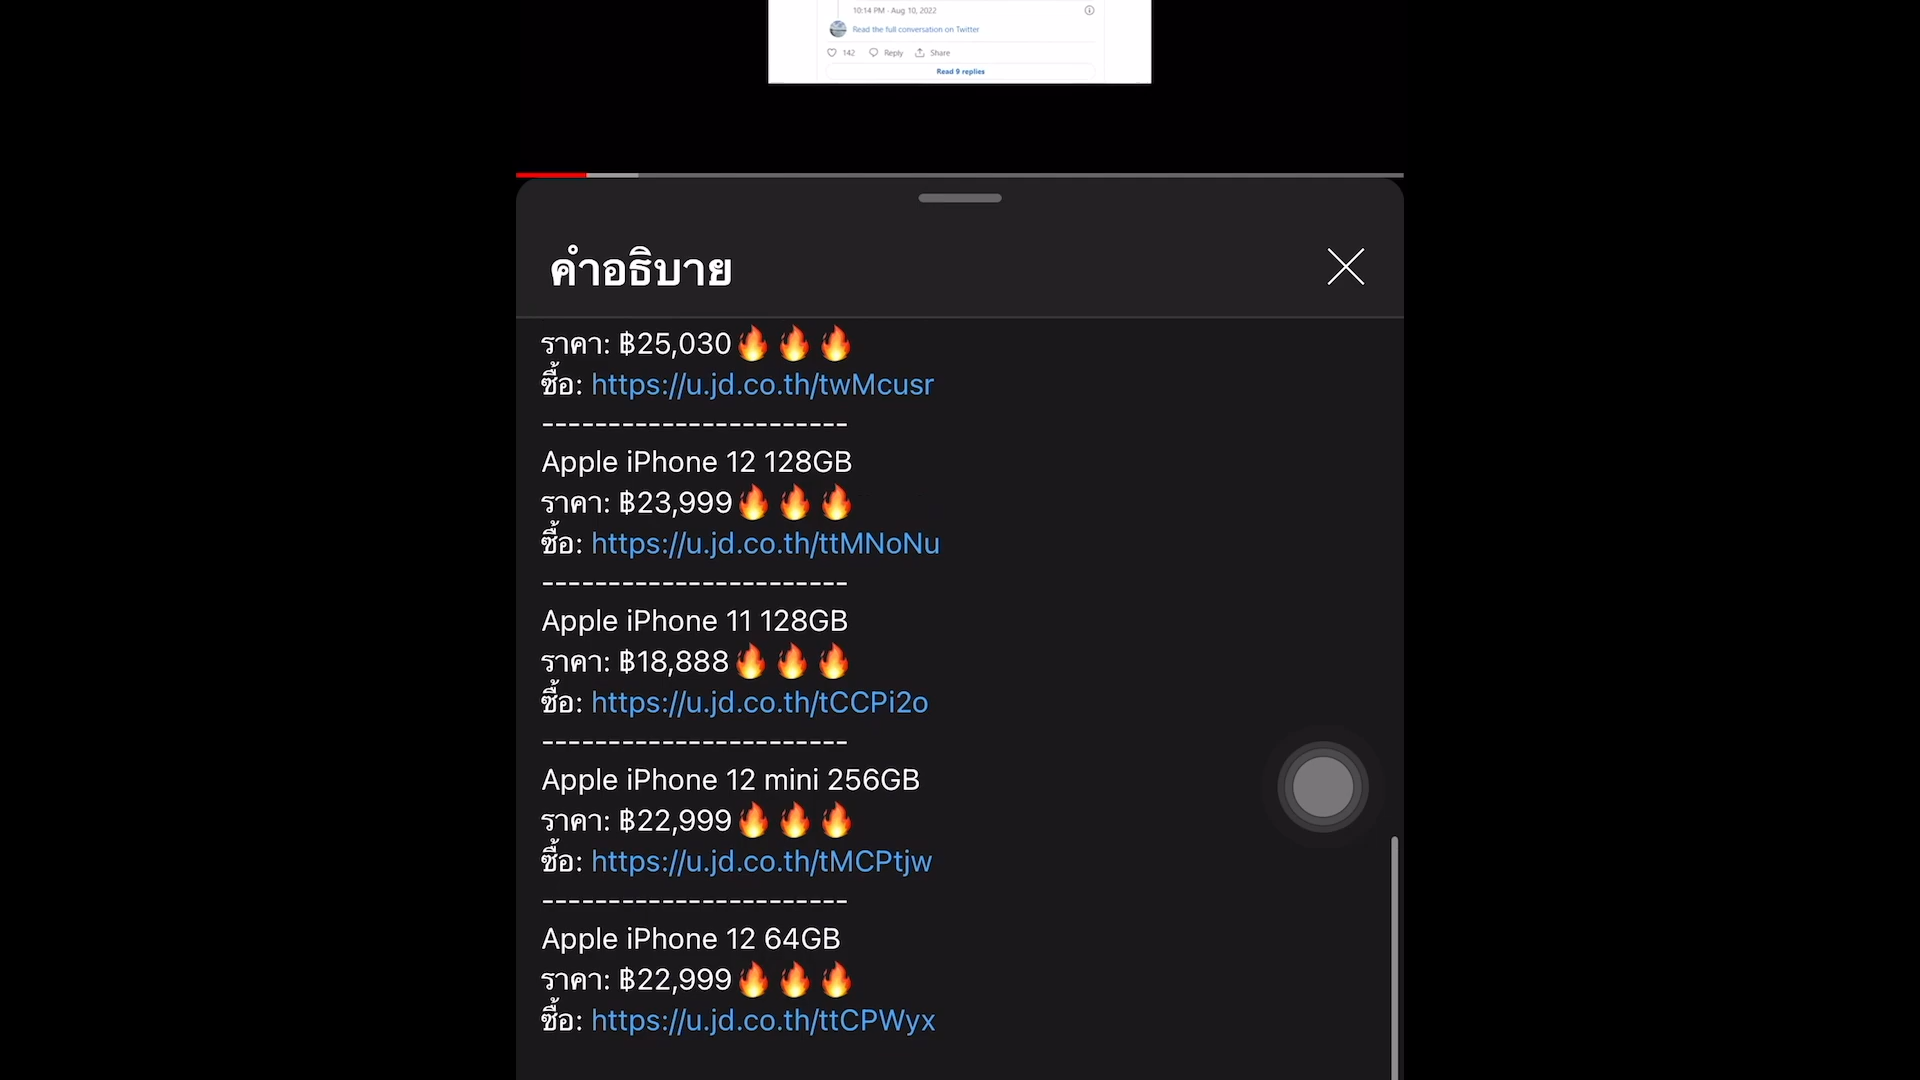 10:14 PM · Aug 10, 2022
Read the full conversation on Twitter
142 Reply Share
Read 9 replies
คำอธิบาย
ราคา: ฿25,030🔥🔥🔥
ซื้อ: https://u.jd.co.th/twMcusr
-----------------------
Apple iPhone 12 128GB
ราคา: ฿23,999🔥🔥🔥
ซื้อ: https://u.jd.co.th/ttMNoNu
-----------------------
Apple iPhone 11 128GB
ราคา: ฿18,888🔥🔥🔥
ซื้อ: https://u.jd.co.th/tCCPi2o
-----------------------
Apple iPhone 12 mini 256GB
ราคา: ฿22,999🔥🔥🔥
ซื้อ: https://u.jd.co.th/tMCPtjw
-----------------------
Apple iPhone 12 64GB
ราคา: ฿22,999🔥🔥🔥
ซื้อ: https://u.jd.co.th/ttCPWyx